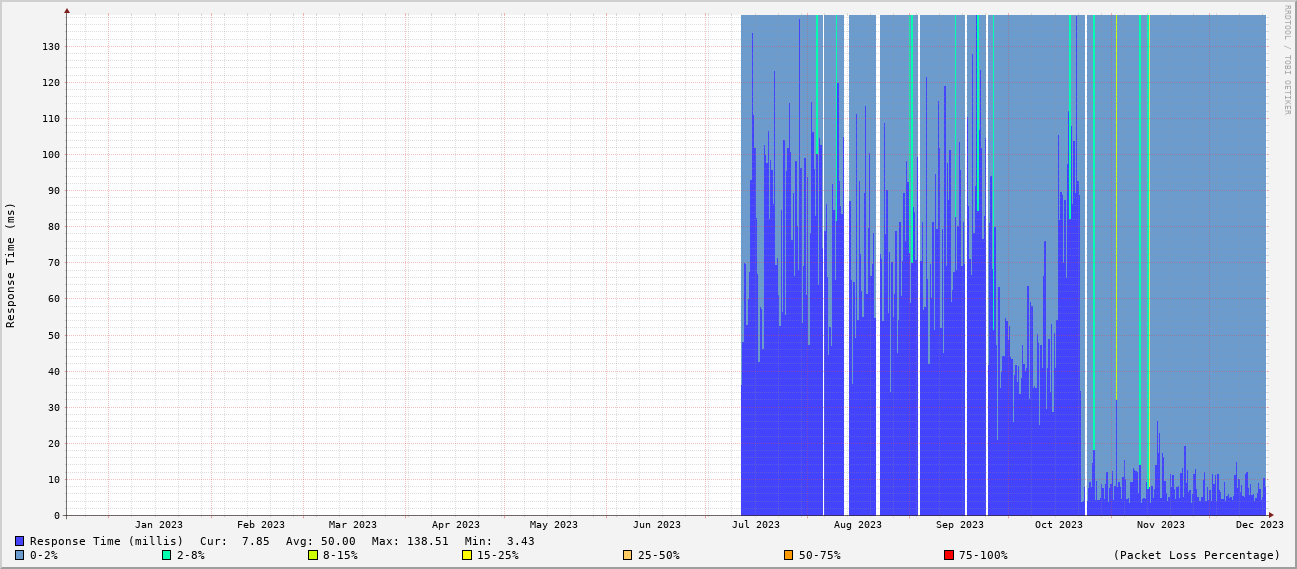 RRDTOOL / TOBI OETIKER
Response Time (ms)
130
120
110
100
90
80
70
60
50
40
30
20
10
0
Jan 2023 Feb 2023 Mar 2023 Apr 2023 May 2023 Jun 2023 Jul 2023 Aug 2023 Sep 2023 Oct 2023 Nov 2023 Dec 2023
Response Time (millis) Cur: 7.85 Avg: 50.00 Max: 138.51 Min: 3.43
0-2% 2-8% 8-15% 15-25% 25-50% 50-75% 75-100% (Packet Loss Percentage)